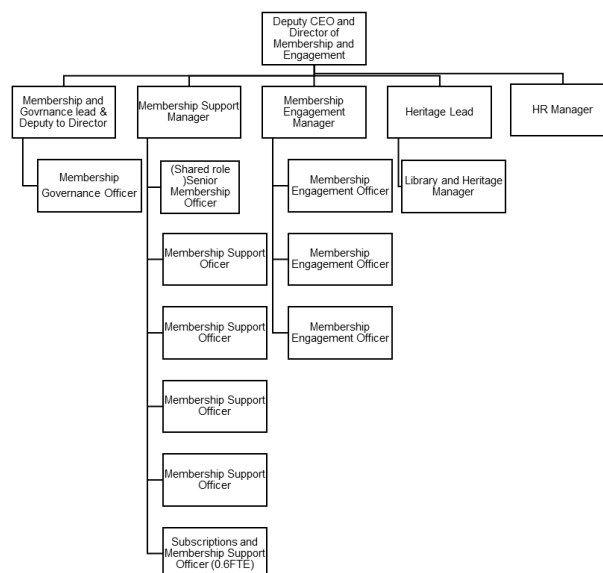 Deputy CEO and
Director of
Membership and
Engagement
Membership and
Govrnance lead &
Deputy to Director
Membership Support
Manager
Membership
Engagement
Manager
Heritage Lead
HR Manager
Membership
Governance Officer
(Shared role
)Senior
Membership
Officer
Membership
Engagement Officer
Library and Heritage
Manager
Membership Support
Oficer
Membership
Engagement Officer
Membership Support
Officer
Membership
Engagement Officer
Membership Support
Officer
Membership Support
Officer
Subscriptions and
Membership Support
Officer (0.6FTE)